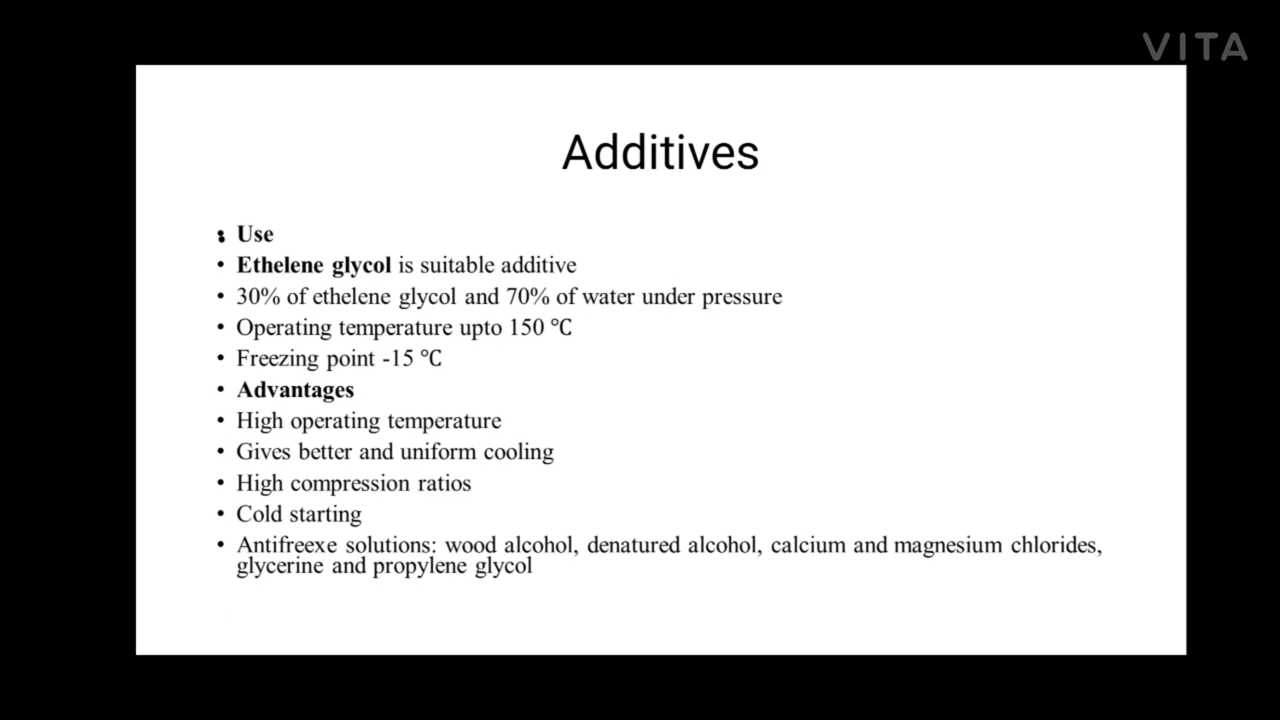 VITA
Additives
• Use
• Ethelene glycol is suitable additive
• 30% of ethelene glycol and 70% of water under pressure
• Operating temperature upto 150 ℃
• Freezing point -15 ℃
• Advantages
• High operating temperature
• Gives better and uniform cooling
• High compression ratios
• Cold starting
• Antifreexe solutions: wood alcohol, denatured alcohol, calcium and magnesium chlorides,
glycerine and propylene glycol